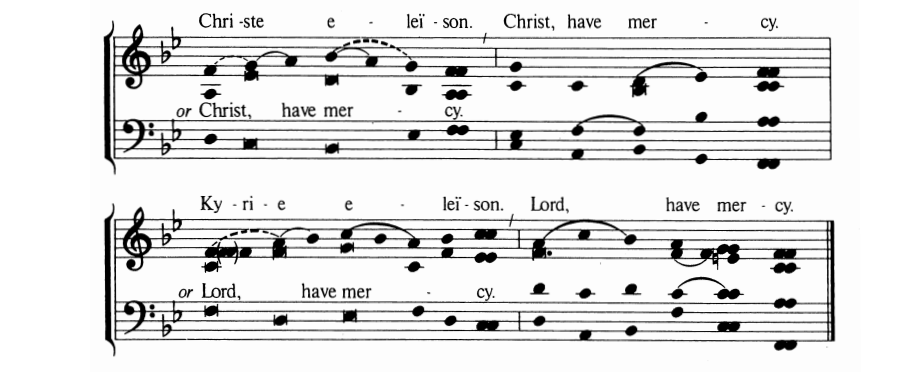 Chri - ste e - leï - son. Christ, have mer - cy.
or Christ, have mer - cy.
Ky - ri - e e - leï - son. Lord, have mer - cy.
or Lord, have mer - cy.